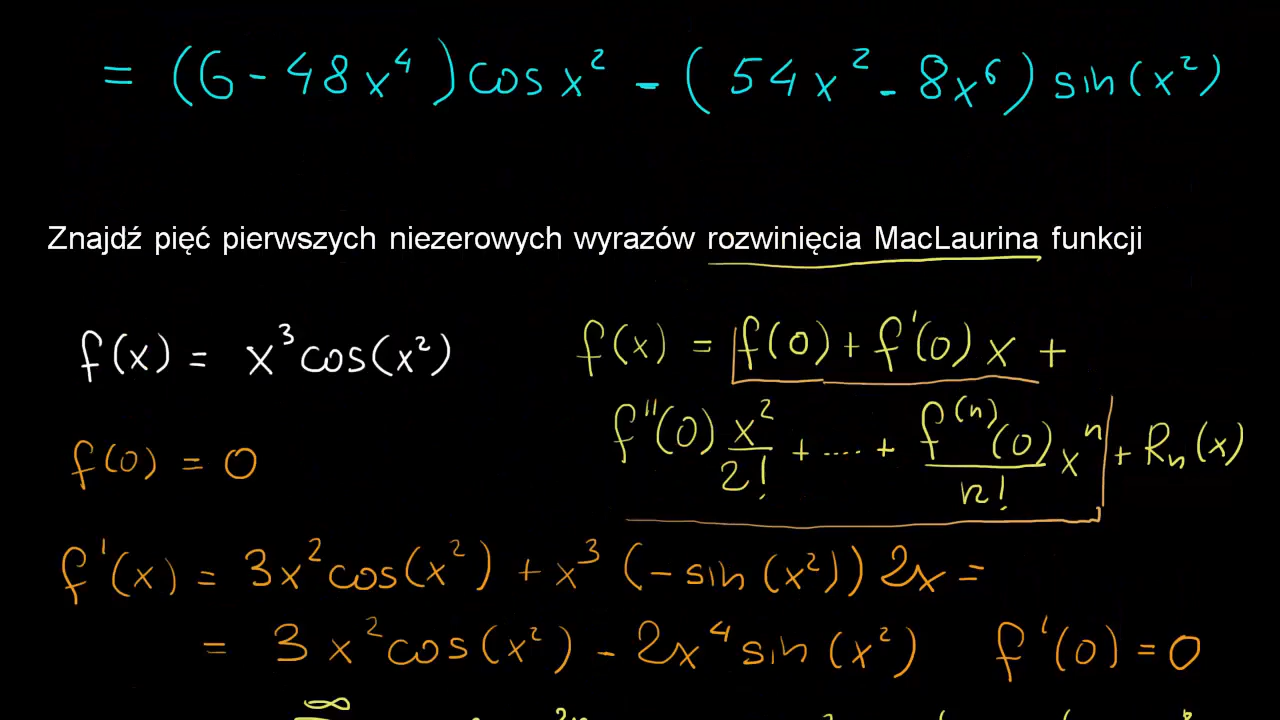 = (6 - 48x⁴) cos x² - (54x² - 8x⁶) sin(x²)
Znajdź pięć pierwszych niezerowych wyrazów rozwinięcia MacLaurina funkcji
f(x) = x³cos(x²)
f(x) = f(0) + f'(0) x +
f''(0) x²/2! + .... + f⁽ⁿ⁾(0)/n! xⁿ + Rₙ(x)
f(0) = 0
f'(x) = 3x²cos(x²) + x³ (-sin(x²)) 2x =
= 3x²cos(x²) - 2x⁴sin(x²) f'(0) = 0
∞